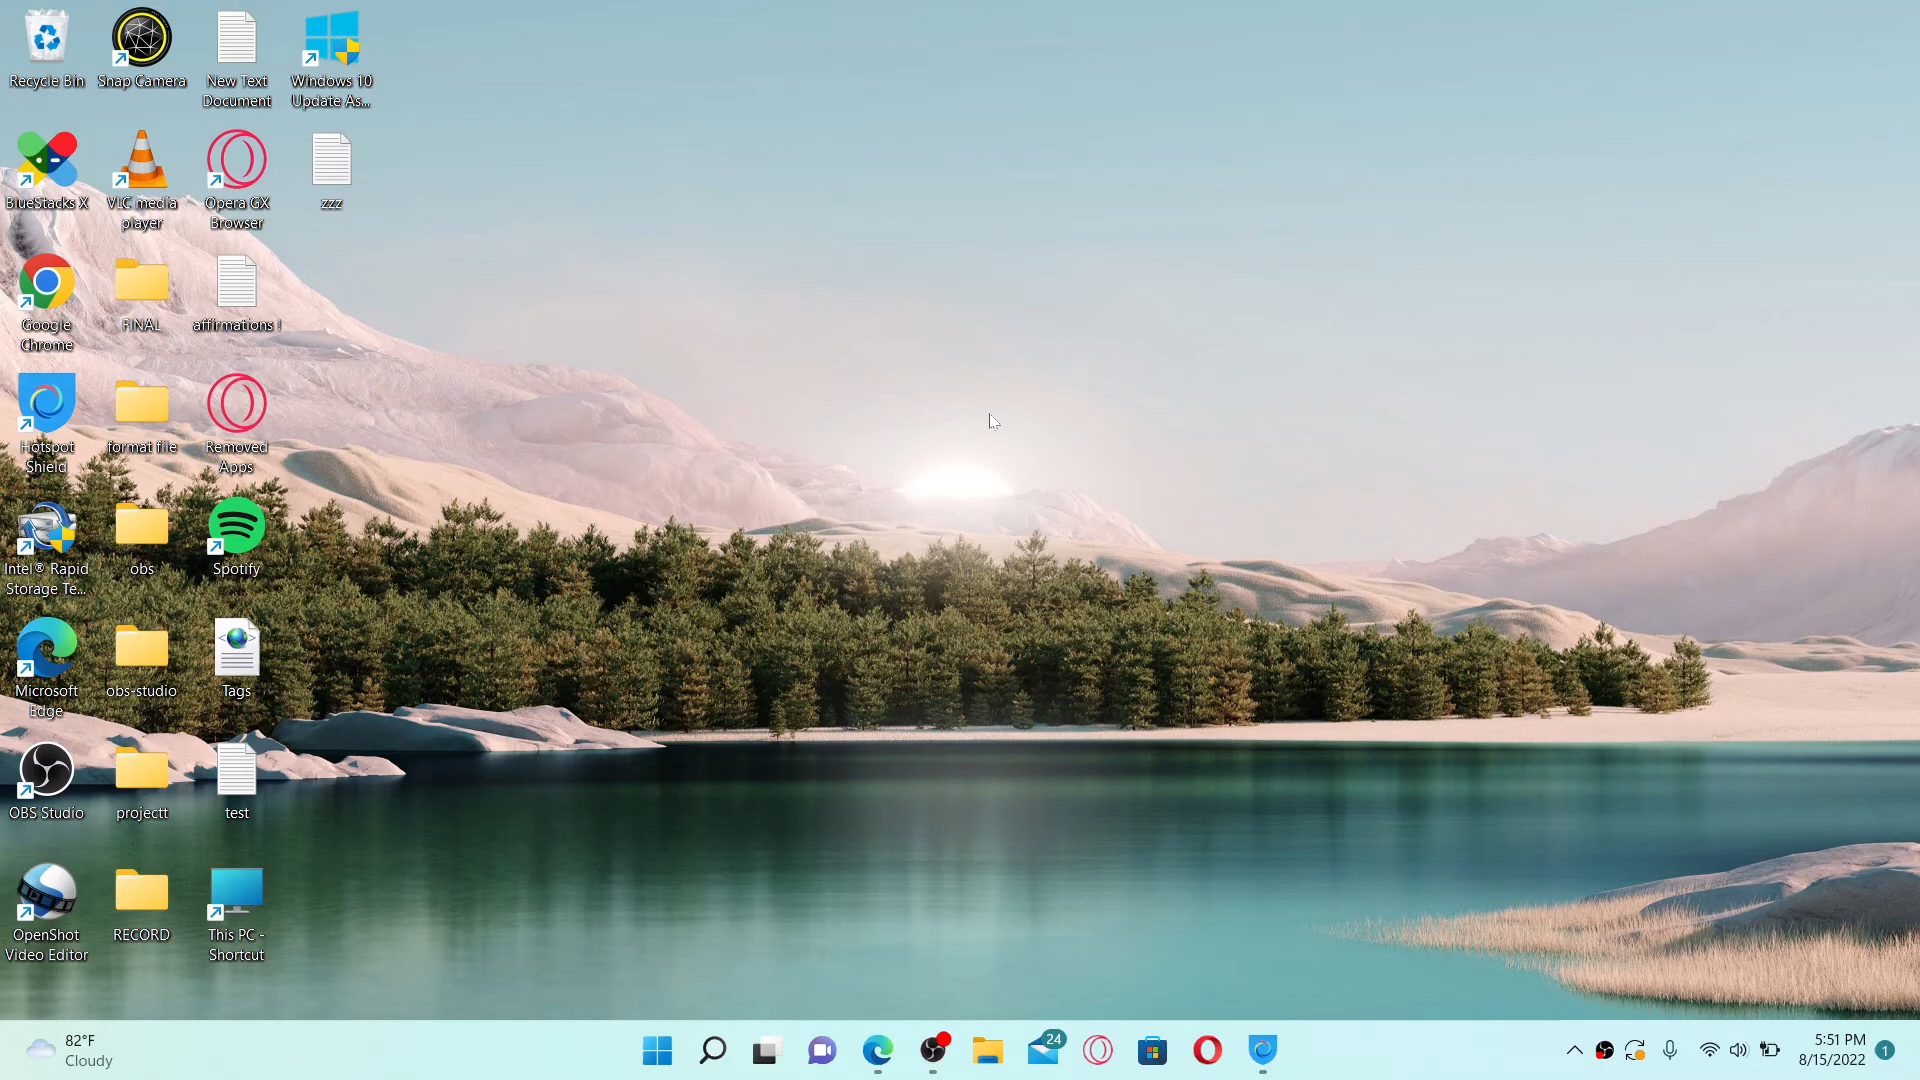 Recycle Bin
Snap Camera
New Text
Document
Windows 10
Update As...
BlueStacks X
VLC media
player
Opera GX
Browser
zzz
Google
Chrome
FINAL
affirmations !
Hotspot
Shield
format file
Removed
Apps
Intel® Rapid
Storage Te...
obs
Spotify
Microsoft
Edge
obs-studio
Tags
OBS Studio
projectt
test
OpenShot
Video Editor
RECORD
This PC -
Shortcut
82°F
Cloudy
24
5:51 PM
8/15/2022
1